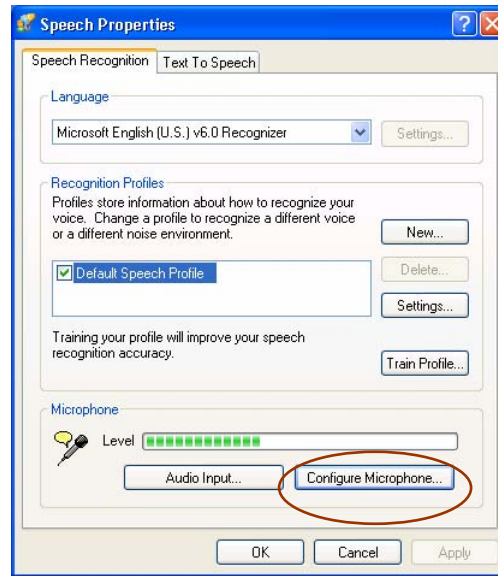 Speech Properties
Speech Recognition Text To Speech
Language
Microsoft English (U.S.) v6.0 Recognizer Settings...
Recognition Profiles
Profiles store information about how to recognize your
voice. Change a profile to recognize a different voice
or a different noise environment.
New...
Default Speech Profile
Delete...
Settings...
Training your profile will improve your speech
recognition accuracy.
Train Profile...
Microphone
Level
Audio Input... Configure Microphone...
OK Cancel Apply